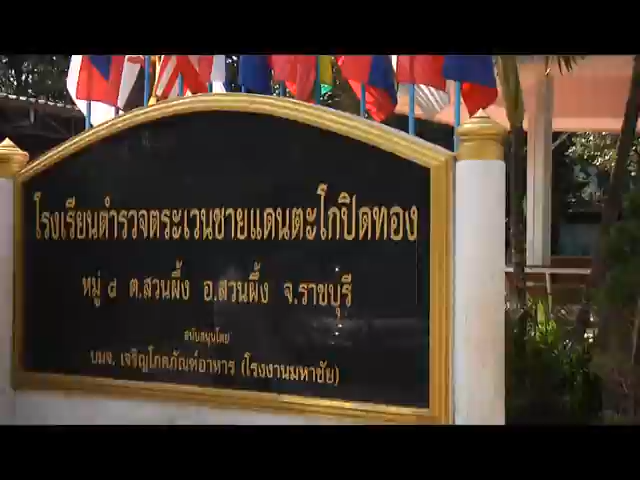 โรงเรียนตำรวจตระเวนชายแดนตะโกปิดทอง
หมู่ ๘ ต.สวนผึ้ง อ.สวนผึ้ง จ.ราชบุรี
สนับสนุนโดย
บมจ. เจริญโภคภัณฑ์อาหาร (โรงงานมหาชัย)